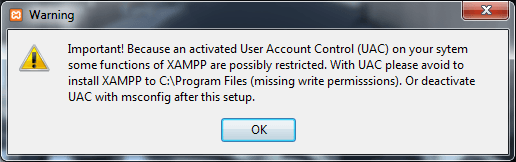 Warning
Important! Because an activated User Account Control (UAC) on your sytem
some functions of XAMPP are possibly restricted. With UAC please avoid to
install XAMPP to C:\Program Files (missing write permisssions). Or deactivate
UAC with msconfig after this setup.
OK